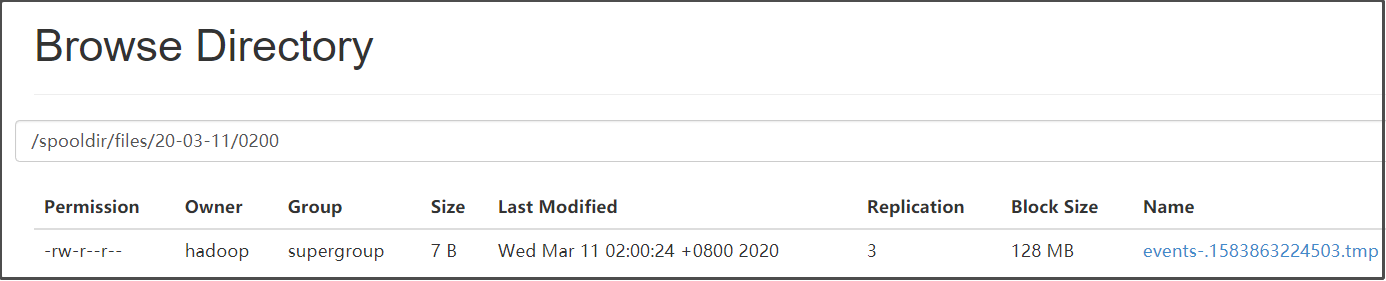 Browse Directory
/spooldir/files/20-03-11/0200
Permission Owner Group Size Last Modified Replication Block Size Name
-rw-r--r-- hadoop supergroup 7 B Wed Mar 11 02:00:24 +0800 2020 3 128 MB events-.1583863224503.tmp